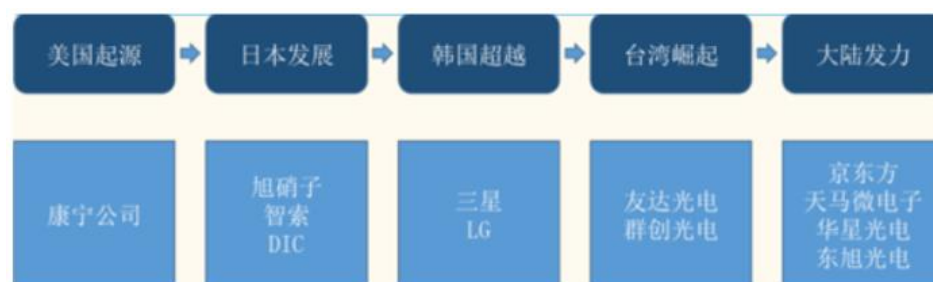 美国起源
日本发展
韩国超越
台湾崛起
大陆发力
康宁公司
旭硝子
智索
DIC
三星
LG
友达光电
群创光电
京东方
天马微电子
华星光电
东旭光电